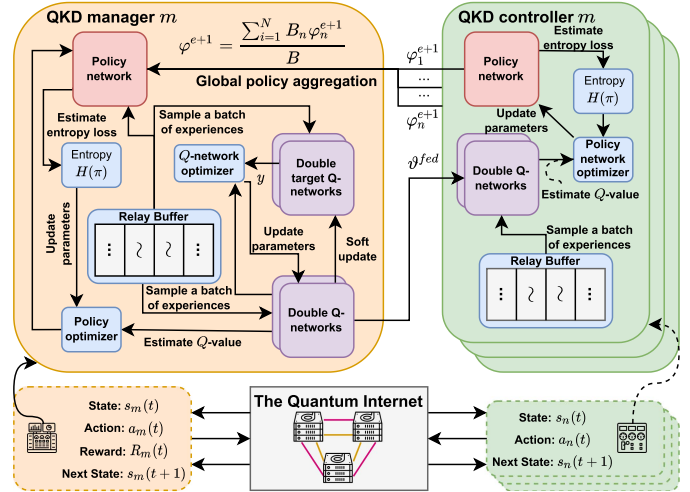 QKD manager m
φ^{e+1} = \frac{\sum_{i=1}^{N} B_n φ_n^{e+1}}{B}
Global policy aggregation
Policy
network
Estimate
entropy loss
Entropy
H(π)
Update
parameters
Policy
optimizer
Sample a batch
of experiences
Q-network
optimizer
y
Double
target Q-
networks
Relay Buffer
Update
parameters
Soft
update
Sample a batch
of experiences
Double Q-
networks
Estimate Q-value
φ_1^{e+1}
...
...
φ_n^{e+1}
ϑ^{fed}
QKD controller m
Policy
network
Estimate
entropy loss
Entropy
H(π)
Update
parameters
Policy
network
optimizer
Double Q-
networks
Estimate Q-value
Sample a batch
of experiences
Relay Buffer
State: s_m(t)
Action: a_m(t)
Reward: R_m(t)
Next State: s_m(t+1)
The Quantum Internet
State: s_n(t)
Action: a_n(t)
Next State: s_n(t+1)